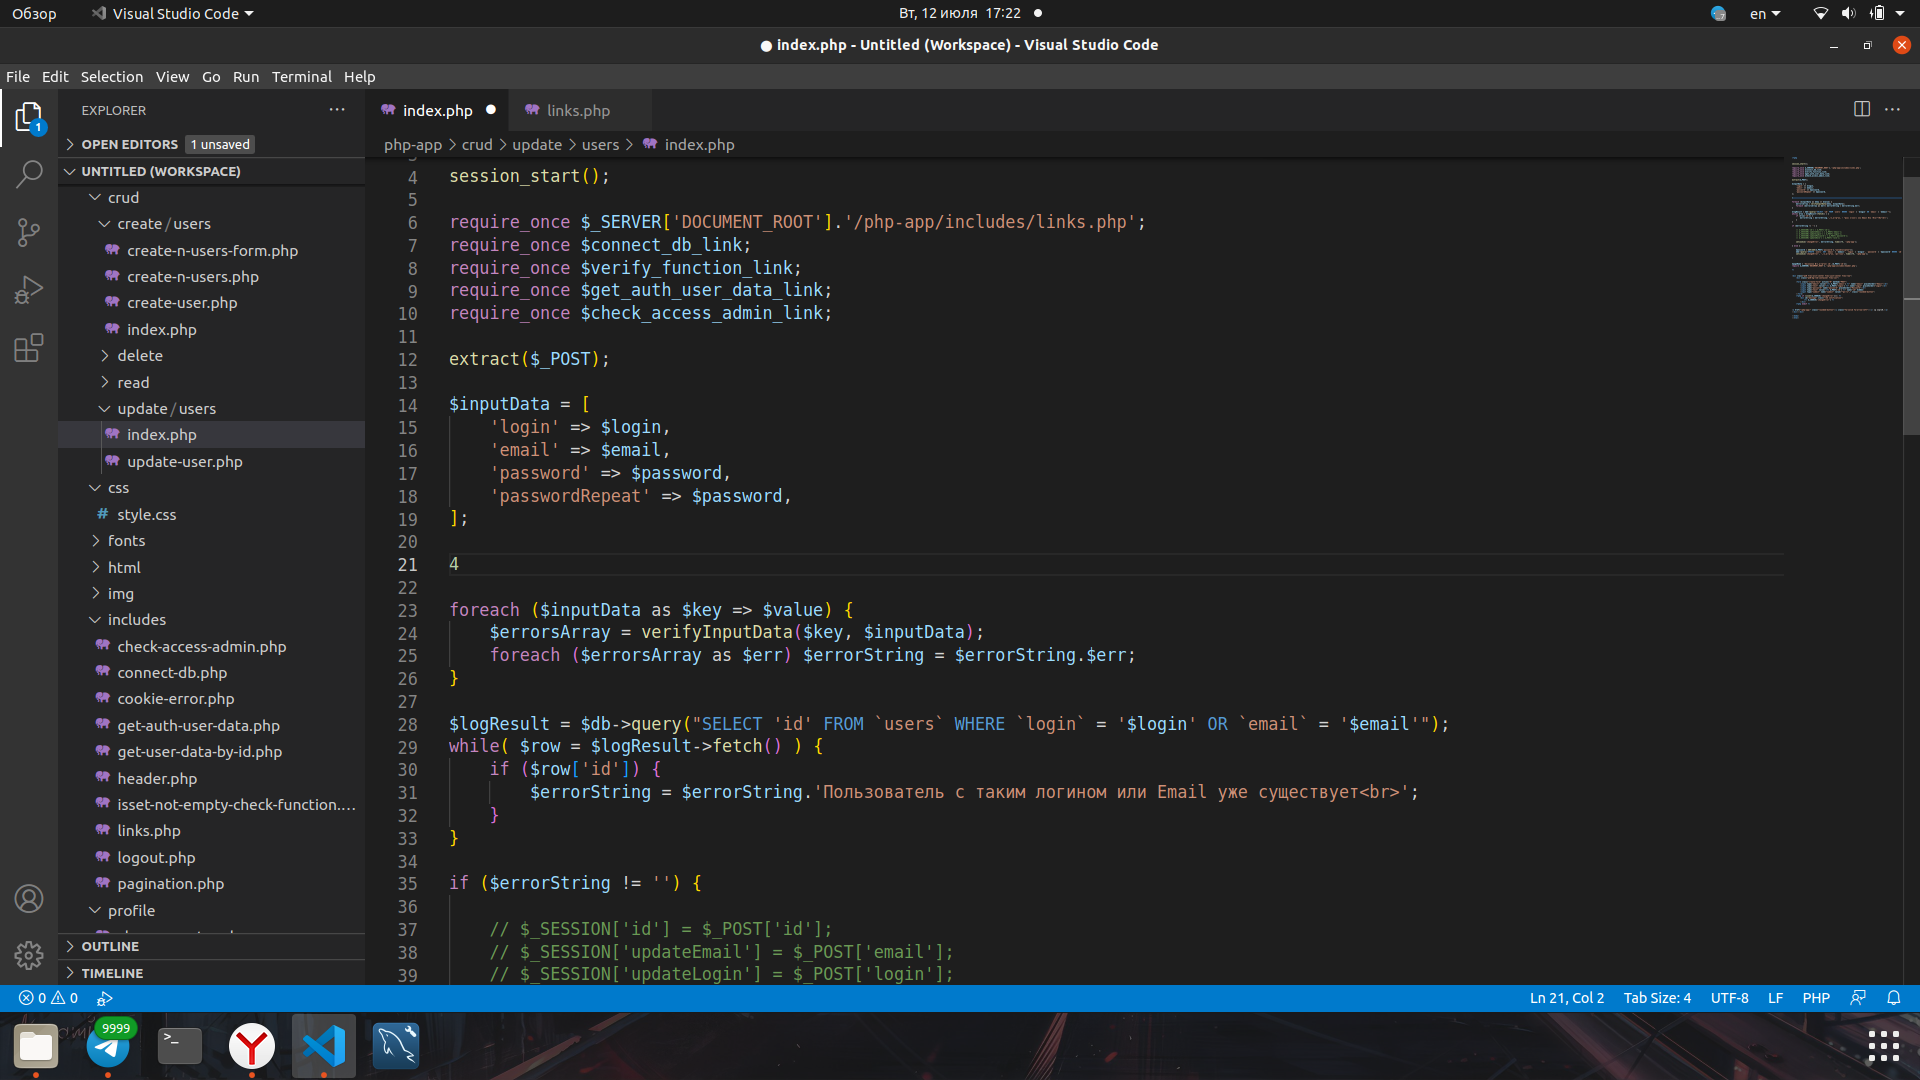 Обзор
Visual Studio Code
Вт, 12 июля 17:22
en
index.php - Untitled (Workspace) - Visual Studio Code
File Edit Selection View Go Run Terminal Help
EXPLORER
1
OPEN EDITORS 1 unsaved
UNTITLED (WORKSPACE)
crud
create/users
create-n-users-form.php
create-n-users.php
create-user.php
index.php
delete
read
update/users
index.php
update-user.php
css
# style.css
fonts
html
img
includes
check-access-admin.php
connect-db.php
cookie-error.php
get-auth-user-data.php
get-user-data-by-id.php
header.php
isset-not-empty-check-function....
links.php
logout.php
pagination.php
profile
OUTLINE
TIMELINE
index.php
links.php
php-app > crud > update > users > index.php
4 session_start();
5
6 require_once $_SERVER['DOCUMENT_ROOT'].'/php-app/includes/links.php';
7 require_once $connect_db_link;
8 require_once $verify_function_link;
9 require_once $get_auth_user_data_link;
10 require_once $check_access_admin_link;
11
12 extract($_POST);
13
14 $inputData = [
15 'login' => $login,
16 'email' => $email,
17 'password' => $password,
18 'passwordRepeat' => $password,
19 ];
20
21 4
22
23 foreach ($inputData as $key => $value) {
24 $errorsArray = verifyInputData($key, $inputData);
25 foreach ($errorsArray as $err) $errorString = $errorString.$err;
26 }
27
28 $logResult = $db->query("SELECT 'id' FROM `users` WHERE `login` = '$login' OR `email` = '$email'");
29 while( $row = $logResult->fetch() ) {
30 if ($row['id']) {
31 $errorString = $errorString.'Пользователь с таким логином или Email уже существует<br>';
32 }
33 }
34
35 if ($errorString != '') {
36
37 // $_SESSION['id'] = $_POST['id'];
38 // $_SESSION['updateEmail'] = $_POST['email'];
39 // $_SESSION['updateLogin'] = $_POST['login'];
0 0
Ln 21, Col 2 Tab Size: 4 UTF-8 LF PHP
9999
>_